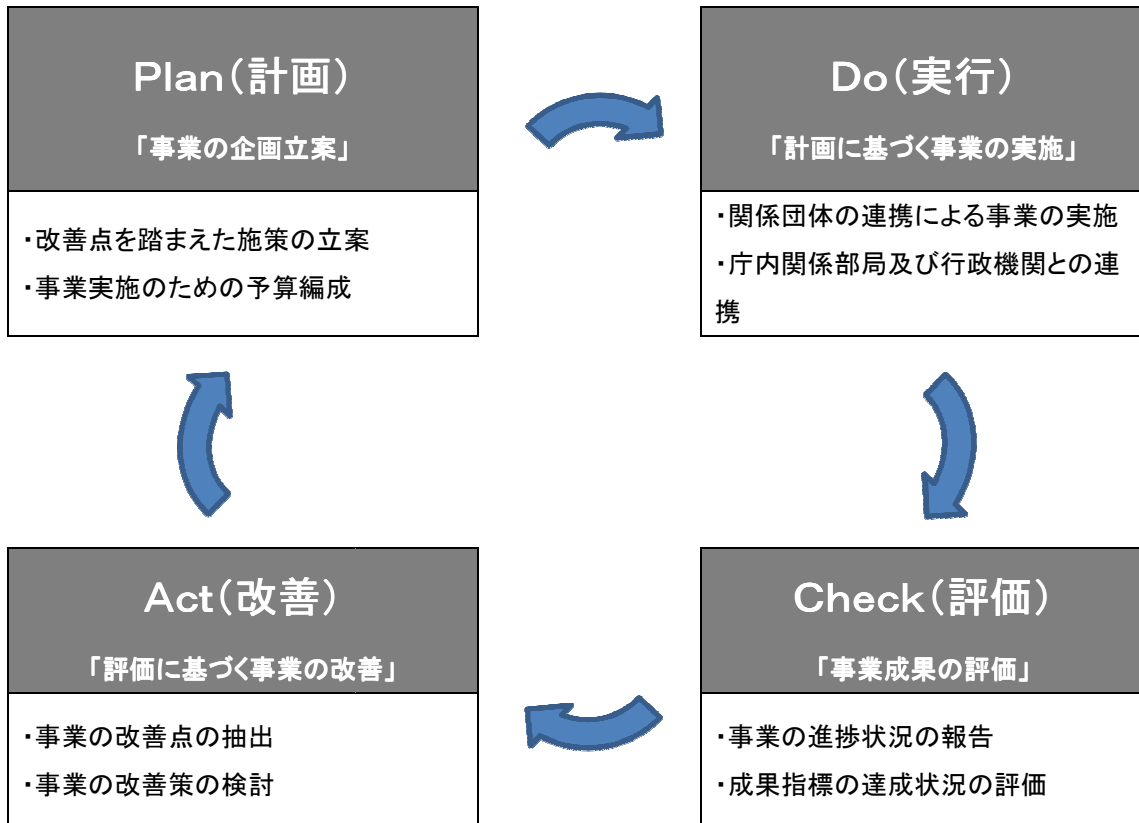 Plan(計画)
「事業の企画立案」
・改善点を踏まえた施策の立案
・事業実施のための予算編成
Do(実行)
「計画に基づく事業の実施」
・関係団体の連携による事業の実施
・庁内関係部局及び行政機関との連
携
Act(改善)
「評価に基づく事業の改善」
・事業の改善点の抽出
・事業の改善策の検討
Check(評価)
「事業成果の評価」
・事業の進捗状況の報告
・成果指標の達成状況の評価